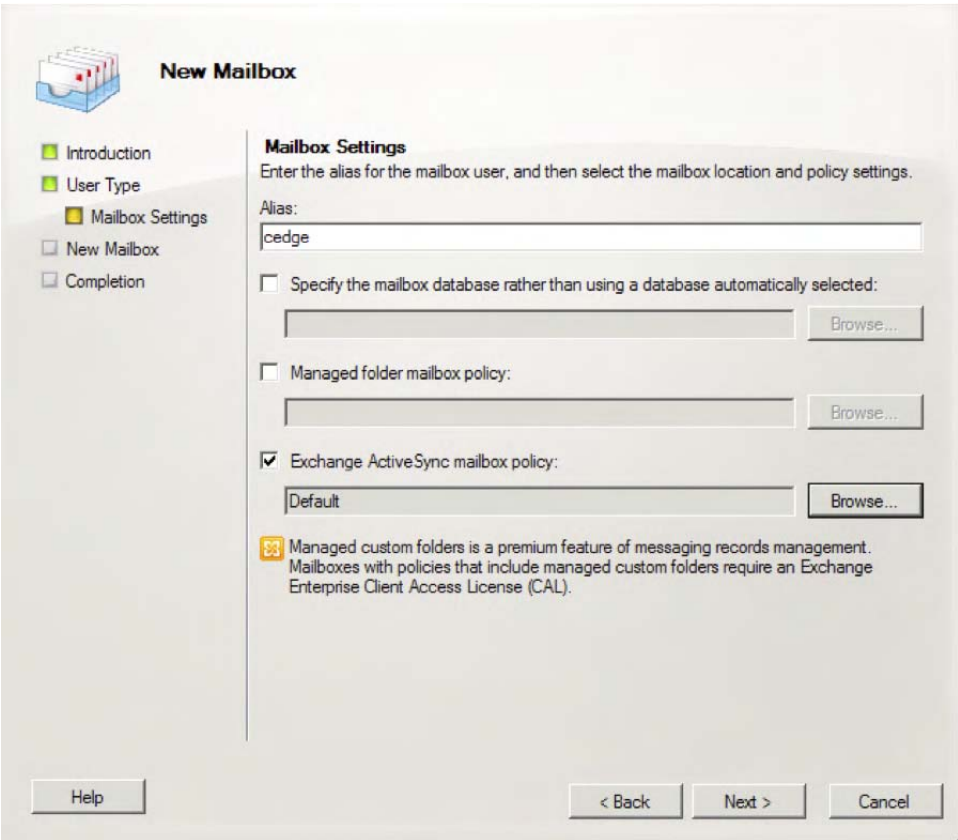 New Mailbox
Introduction
User Type
Mailbox Settings
New Mailbox
Completion
Mailbox Settings
Enter the alias for the mailbox user, and then select the mailbox location and policy settings.
Alias:
cedge
Specify the mailbox database rather than using a database automatically selected:
Browse...
Managed folder mailbox policy:
Browse...
Exchange ActiveSync mailbox policy:
Default
Browse...
Managed custom folders is a premium feature of messaging records management.
Mailboxes with policies that include managed custom folders require an Exchange
Enterprise Client Access License (CAL).
Help
< Back
Next >
Cancel